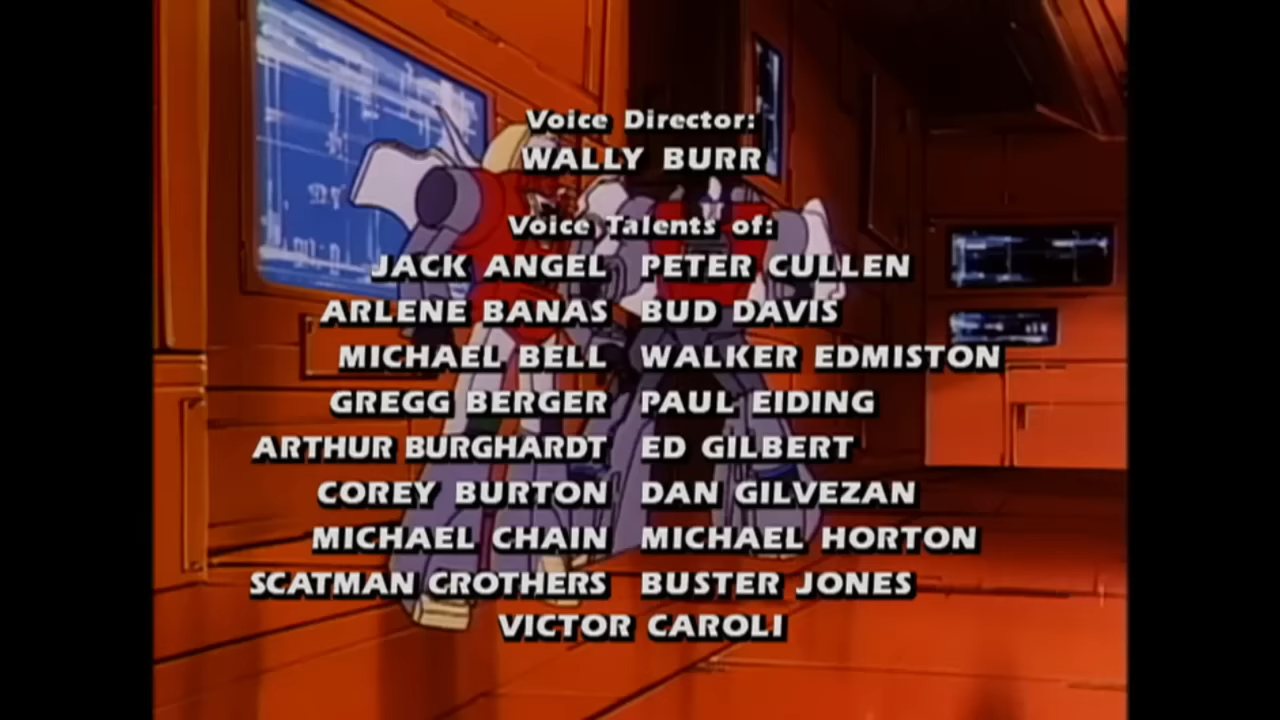 Voice Director:
WALLY BURR
Voice Talents of:
JACK ANGEL PETER CULLEN
ARLENE BANAS BUD DAVIS
MICHAEL BELL WALKER EDMISTON
GREGG BERGER PAUL EIDING
ARTHUR BURGHARDT ED GILBERT
COREY BURTON DAN GILVEZAN
MICHAEL CHAIN MICHAEL HORTON
SCATMAN CROTHERS BUSTER JONES
VICTOR CAROLI